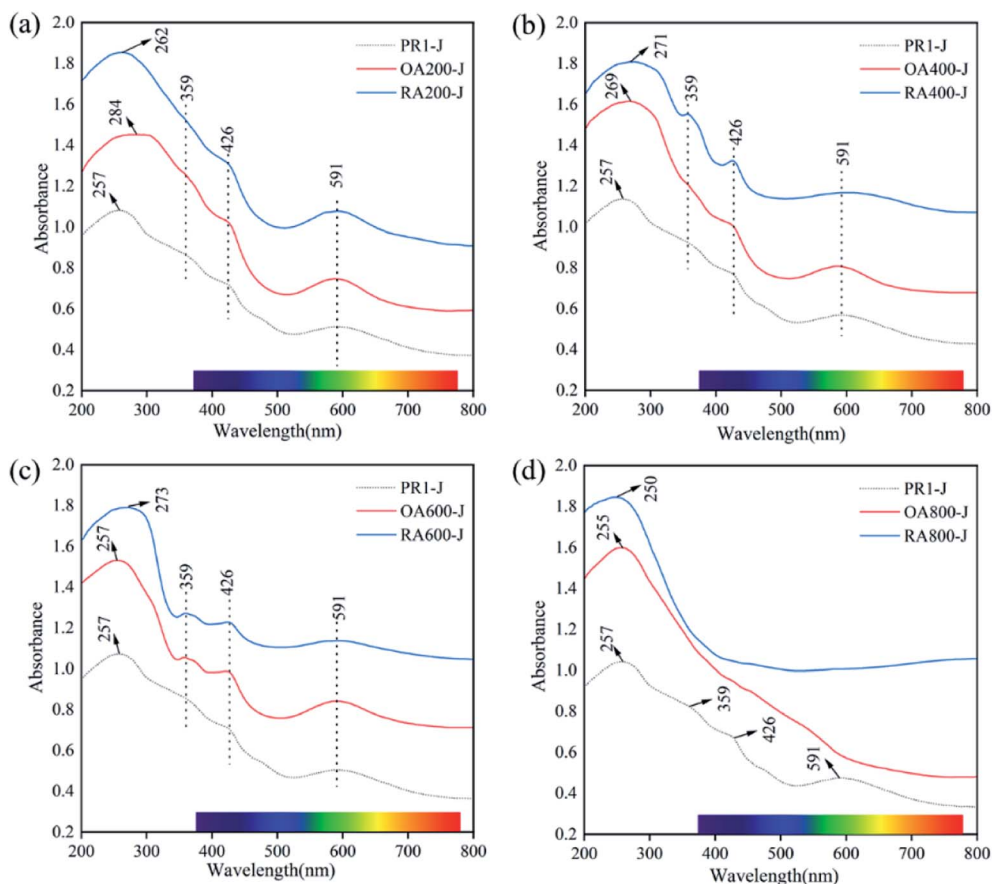 (a)
2.0
1.8
1.6
1.4
1.2
1.0
0.8
0.6
0.4
0.2
Absorbance
262
284
257
359
426
591
PR1-J
OA200-J
RA200-J
200 300 400 500 600 700 800
Wavelength(nm)
(b)
2.0
1.8
1.6
1.4
1.2
1.0
0.8
0.6
0.4
0.2
Absorbance
271
269
257
359
426
591
PR1-J
OA400-J
RA400-J
200 300 400 500 600 700 800
Wavelength(nm)
(c)
2.0
1.8
1.6
1.4
1.2
1.0
0.8
0.6
0.4
0.2
Absorbance
273
257
257
359
426
591
PR1-J
OA600-J
RA600-J
200 300 400 500 600 700 800
Wavelength(nm)
(d)
2.0
1.8
1.6
1.4
1.2
1.0
0.8
0.6
0.4
0.2
Absorbance
250
255
257
359
426
591
PR1-J
OA800-J
RA800-J
200 300 400 500 600 700 800
Wavelength(nm)